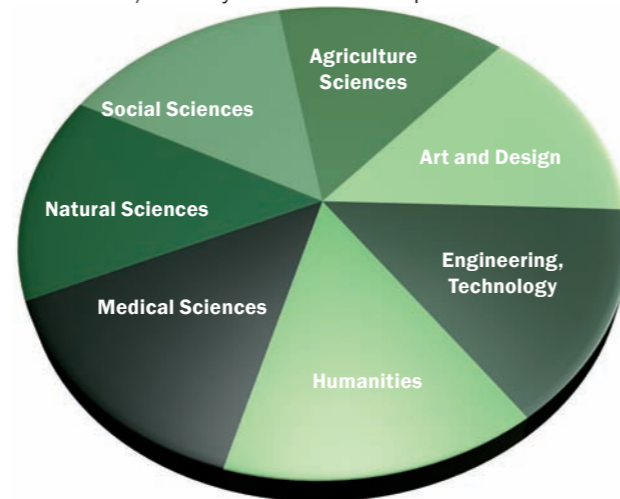 Agriculture
Sciences
Social Sciences
Art and Design
Natural Sciences
Engineering,
Technology
Medical Sciences
Humanities